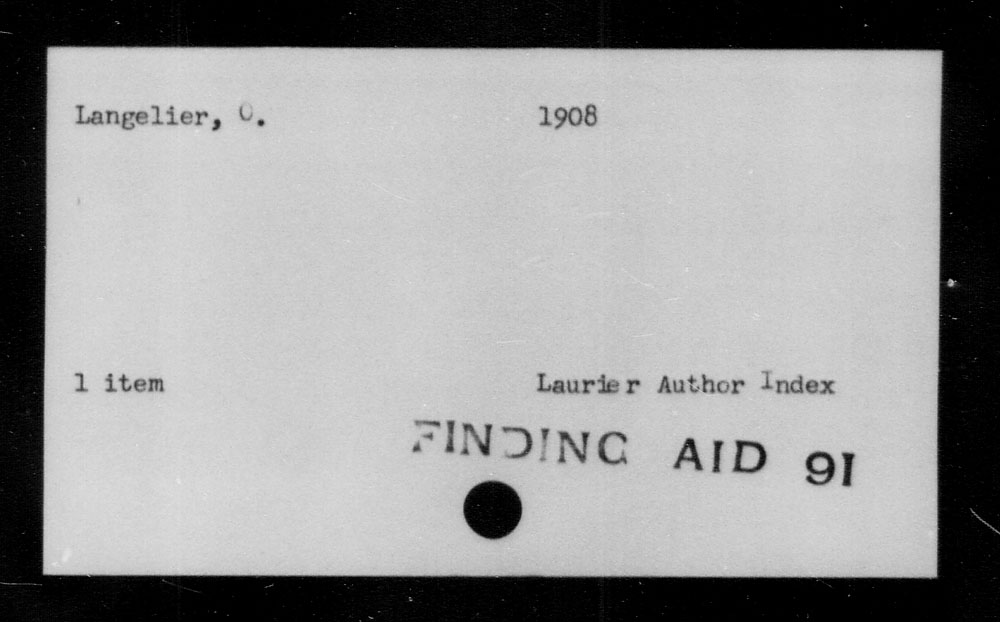 Langelier, O. 1908
1 item Laurier Author Index
FINDING AID 91